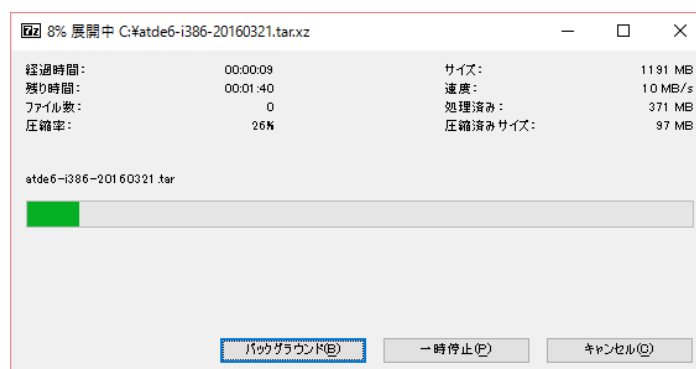 7z 8% 展開中 C:¥atde6-i386-20160321.tar.xz
経過時間: 00:00:09 サイズ: 1191 MB
残り時間: 00:01:40 速度: 10 MB/s
ファイル数: 0 処理済み: 371 MB
圧縮率: 26% 圧縮済みサイズ: 97 MB
atde6-i386-20160321.tar
バックグラウンド(B) 一時停止(P) キャンセル(C)